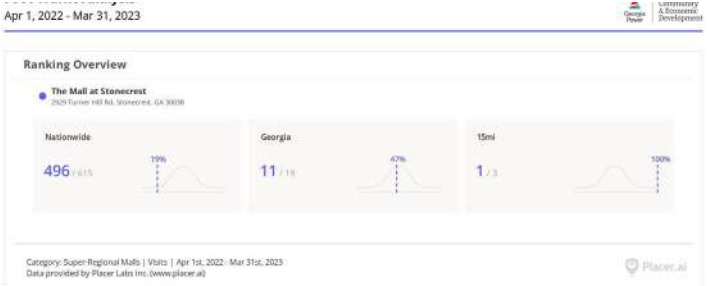 Apr 1, 2022 - Mar 31, 2023
Georgia
Power
Community
& Economic
Development
Ranking Overview
The Mall at Stonecrest
2929 Turner Hill Rd, Stonecrest, GA 30038
Nationwide
496 / 615
19%
Georgia
11 / 19
47%
15mi
1 / 3
100%
Category: Super-Regional Malls | Visits | Apr 1st, 2022 - Mar 31st, 2023
Data provided by Placer Labs Inc. (www.placer.ai)
Placer.ai